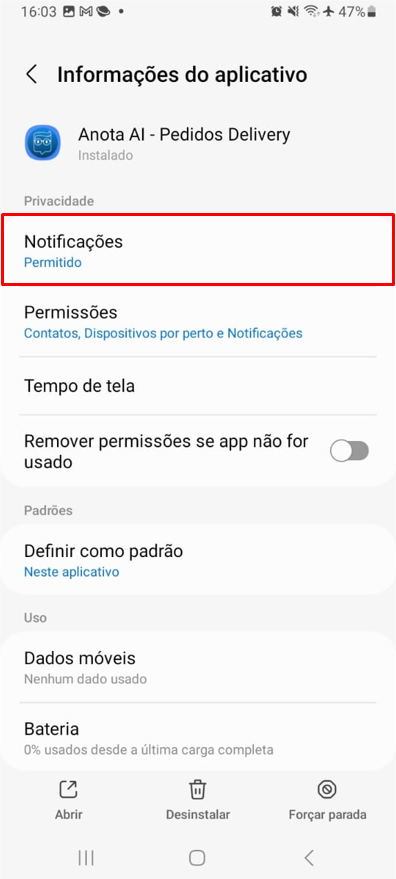 16:03 47%
Informações do aplicativo
Anota AI - Pedidos Delivery
Instalado
Privacidade
Notificações
Permitido
Permissões
Contatos, Dispositivos por perto e Notificações
Tempo de tela
Remover permissões se app não for
usado
Padrões
Definir como padrão
Neste aplicativo
Uso
Dados móveis
Nenhum dado usado
Bateria
0% usados desde a última carga completa
Abrir Desinstalar Forçar parada